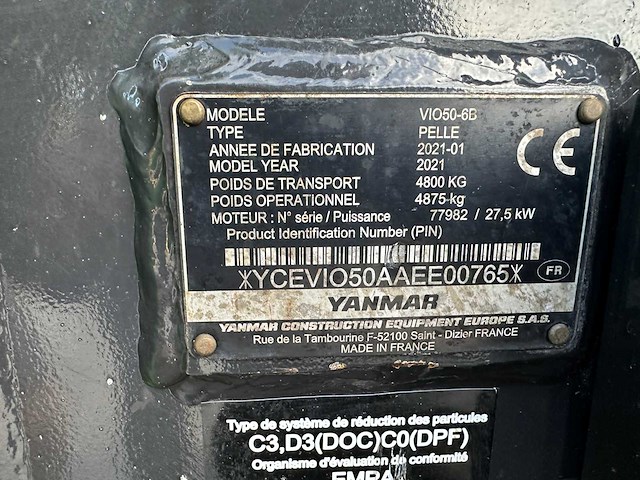 MODELE VIO50-6B
TYPE PELLE
ANNEE DE FABRICATION 2021-01
MODEL YEAR 2021
POIDS DE TRANSPORT 4800 KG
POIDS OPERATIONNEL 4875-kg
MOTEUR : N° série / Puissance 77982 / 27,5 kW
Product Identification Number (PIN)
CE
*YCEVIO50AAEE00765*
FR
YANMAR
YANMAR CONSTRUCTION EQUIPMENT EUROPE S.A.S.
Rue de la Tambourine F-52100 Saint - Dizier FRANCE
MADE IN FRANCE
Type de système de réduction des particules
C3,D3(DOC)C0(DPF)
Organisme d'évaluation de conformité
EMPA